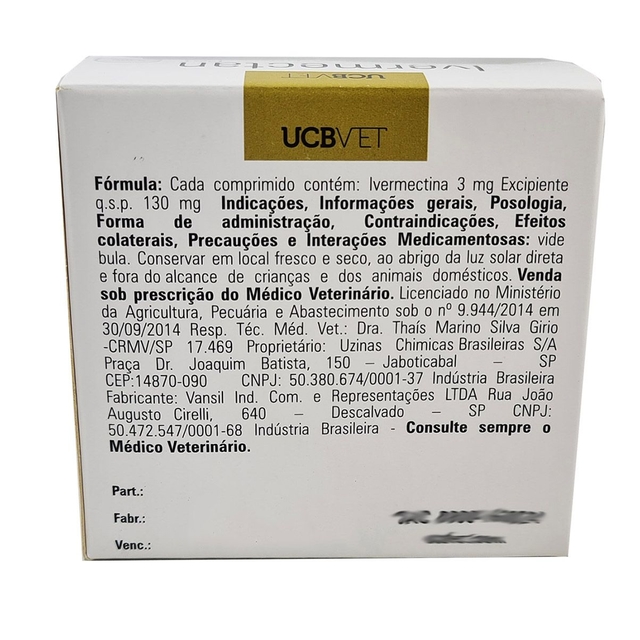 Ivermectan
UCBVET
UCBVET
Fórmula: Cada comprimido contém: Ivermectina 3 mg Excipiente
q.s.p. 130 mg Indicações, Informações gerais, Posologia,
Forma de administração, Contraindicações, Efeitos
colaterais, Precauções e Interações Medicamentosas: vide
bula. Conservar em local fresco e seco, ao abrigo da luz solar direta
e fora do alcance de crianças e dos animais domésticos. Venda
sob prescrição do Médico Veterinário. Licenciado no Ministério
da Agricultura, Pecuária e Abastecimento sob o nº 9.944/2014 em
30/09/2014 Resp. Téc. Méd. Vet.: Dra. Thaís Marino Silva Girio
-CRMV/SP 17.469 Proprietário: Uzinas Chimicas Brasileiras S/A
Praça Dr. Joaquim Batista, 150 – Jaboticabal – SP
CEP:14870-090 CNPJ: 50.380.674/0001-37 Indústria Brasileira
Fabricante: Vansil Ind. Com. e Representações LTDA Rua João
Augusto Cirelli, 640 – Descalvado – SP CNPJ:
50.472.547/0001-68 Indústria Brasileira - Consulte sempre o
Médico Veterinário.
Part.:
Fabr.:
Venc.: